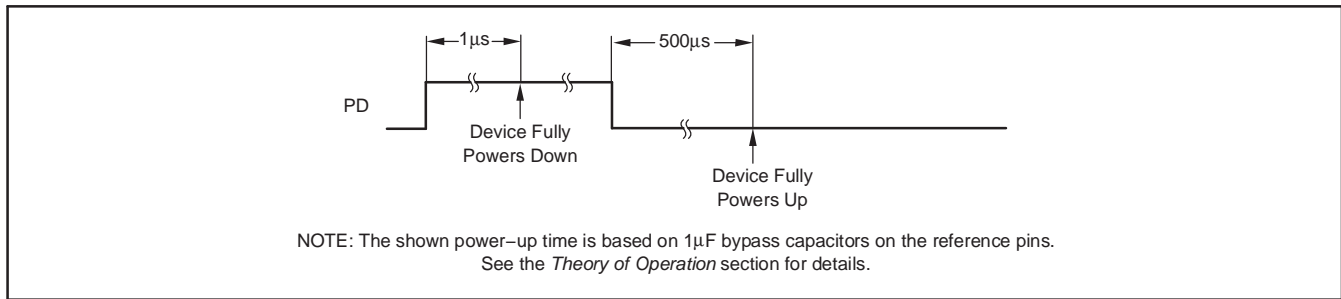 1µs
500µs
PD
Device Fully
Powers Down
Device Fully
Powers Up
NOTE: The shown power−up time is based on 1µF bypass capacitors on the reference pins.
See the Theory of Operation section for details.